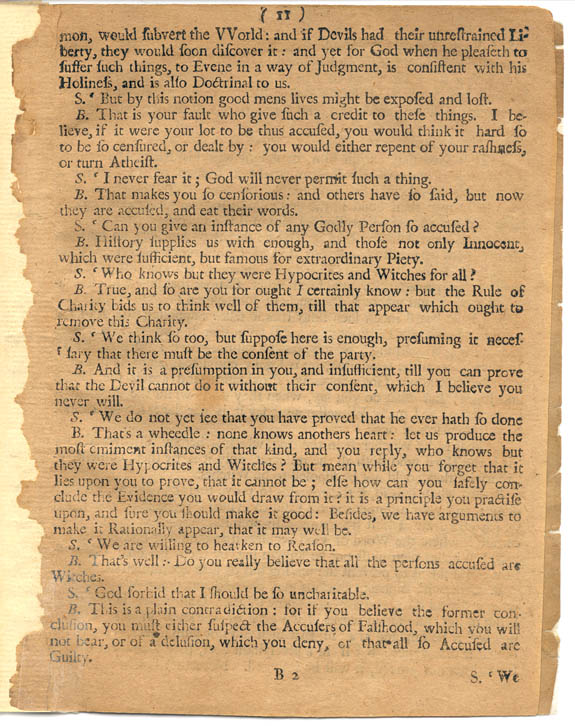 ( 11 )
mon, would ſubvert the VVorld: and if Devils had their unreſtrained Li-
berty, they would ſoon diſcover it: and yet for God when he pleaſeth to
ſuffer ſuch things, to Evene in a way of Judgment, is conſiſtent with his
Holineſs, and is alſo Doctrinal to us.
S. ‘ But by this notion good mens lives might be expoſed and loſt.
B. That is your fault who give ſuch a credit to theſe things. I be-
lieve, if it were your lot to be thus accuſed, you would think it hard ſo
to be ſo cenſured, or dealt by: you would either repent of your raſhneſs,
or turn Atheiſt.
S. ‘ I never fear it; God will never permit ſuch a thing.
B. That makes you ſo cenſorious: and others have ſo ſaid, but now
they are accuſed, and eat their words.
S. ‘ Can you give an inſtance of any Godly Perſon ſo accuſed?
B. Hiſtory ſupplies us with enough, and thoſe not only Innocent,
which were ſufficient, but famous for extraordinary Piety.
S. ‘ Who knows but they were Hypocrites and Witches for all?
B. True, and ſo are you for ought I certainly know: but the Rule of
Charity bids us to think well of them, till that appear which ought to
remove this Charity.
S. ‘ We think ſo too, but ſuppoſe here is enough, preſuming it neceſ-
‘ ſary that there muſt be the conſent of the party.
B. And it is a preſumption in you, and inſufficient, till you can prove
that the Devil cannot do it without their conſent, which I believe you
never will.
S. ‘ We do not yet ſee that you have proved that he ever hath ſo done
B. Thats a wheedle: none knows anothers heart: let us produce the
moſt eminent inſtances of that kind, and you reply, who knows but
they were Hypocrites and Witches? But mean while you forget that it
lies upon you to prove, that it cannot be; elſe how can you ſafely con-
clude the Evidence you would draw from it? it is a principle you practiſe
upon, and ſure you ſhould make it good: Beſides, we have arguments to
make it Rationally appear, that it may well be.
S. ‘ We are willing to hearken to Reaſon.
B. That's well: Do you really believe that all the perſons accuſed are
Witches.
S. ‘ God forbid that I ſhould be ſo uncharitable.
B. This is a plain contradiction: for if you believe the former con-
cluſion, you muſt either ſuſpect the Accuſers of Falſhood, which you will
not hear, or of a deluſion, which you deny, or that all ſo Accuſed are
Guilty.
B 2 S. ‘ We